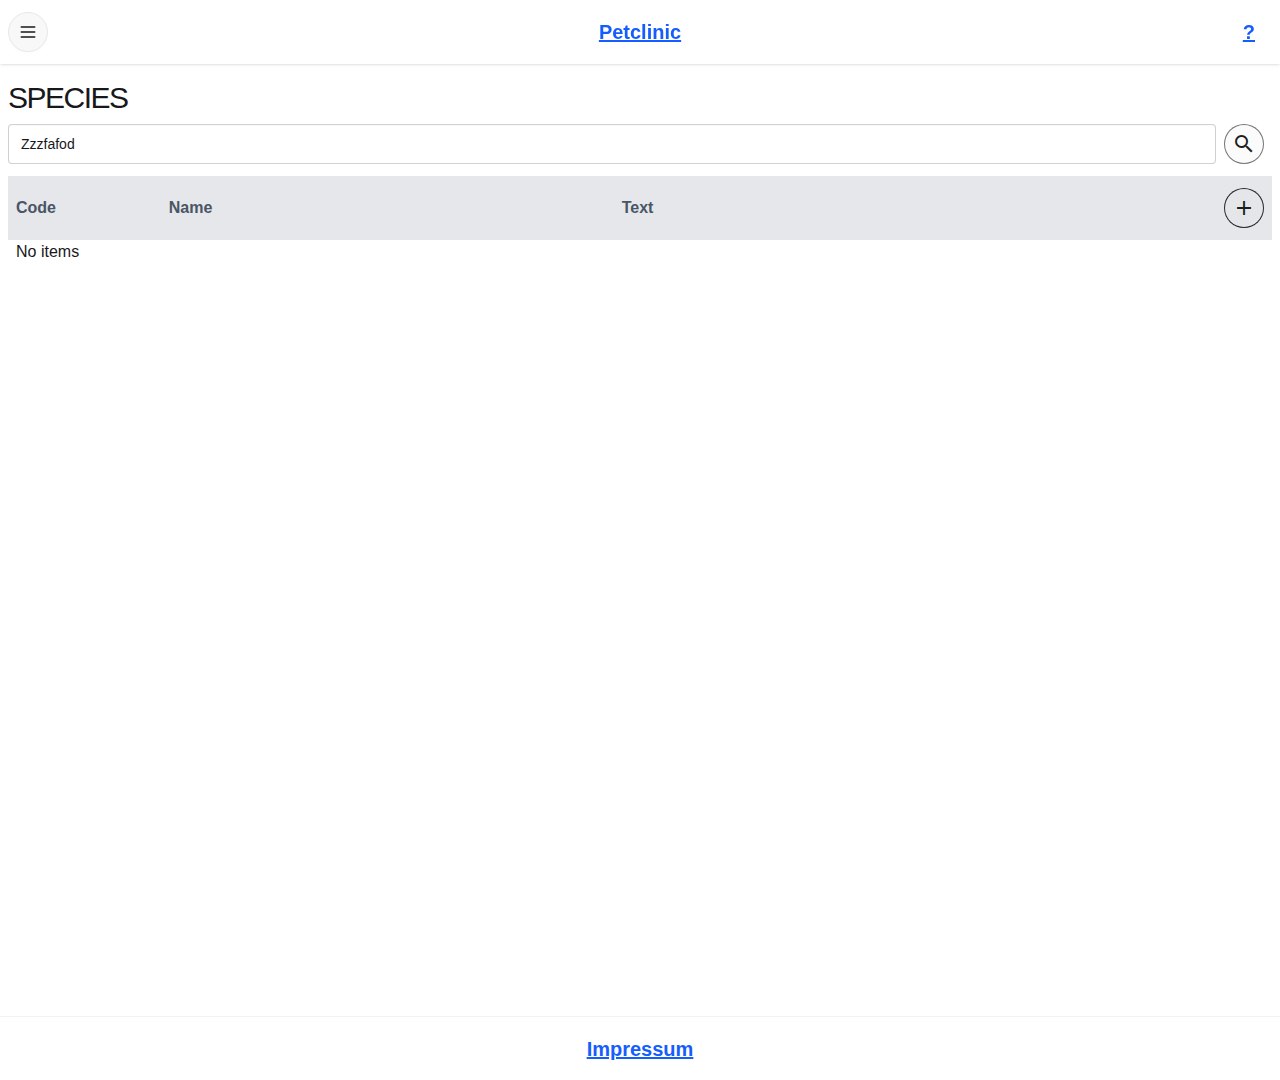 Petclinic
?
SPECIES
Zzzfafod
Code Name Text
No items
Impressum